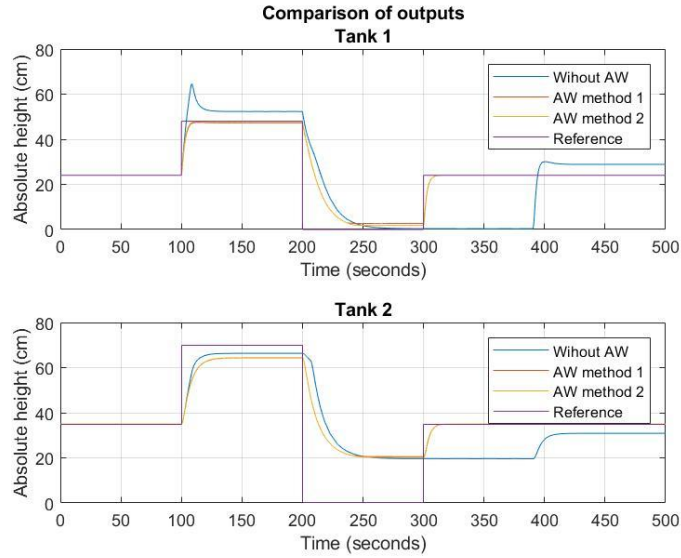 Comparison of outputs
Tank 1
80
60
40
20
0
Absolute height (cm)
Wihout AW
AW method 1
AW method 2
Reference
0 50 100 150 200 250 300 350 400 450 500
Time (seconds)
Tank 2
80
60
40
20
0
Absolute height (cm)
Wihout AW
AW method 1
AW method 2
Reference
0 50 100 150 200 250 300 350 400 450 500
Time (seconds)